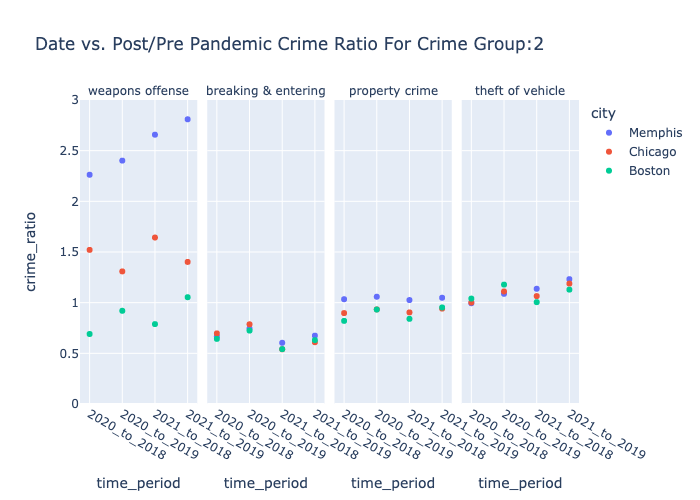 Date vs. Post/Pre Pandemic Crime Ratio For Crime Group:2
weapons offense
breaking & entering
property crime
theft of vehicle
city
Memphis
Chicago
Boston
crime_ratio
3
2.5
2
1.5
1
0.5
0
2020_to_2018
2020_to_2019
2021_to_2018
2021_to_2019
2020_to_2018
2020_to_2019
2021_to_2018
2021_to_2019
2020_to_2018
2020_to_2019
2021_to_2018
2021_to_2019
2020_to_2018
2020_to_2019
2021_to_2018
2021_to_2019
time_period
time_period
time_period
time_period